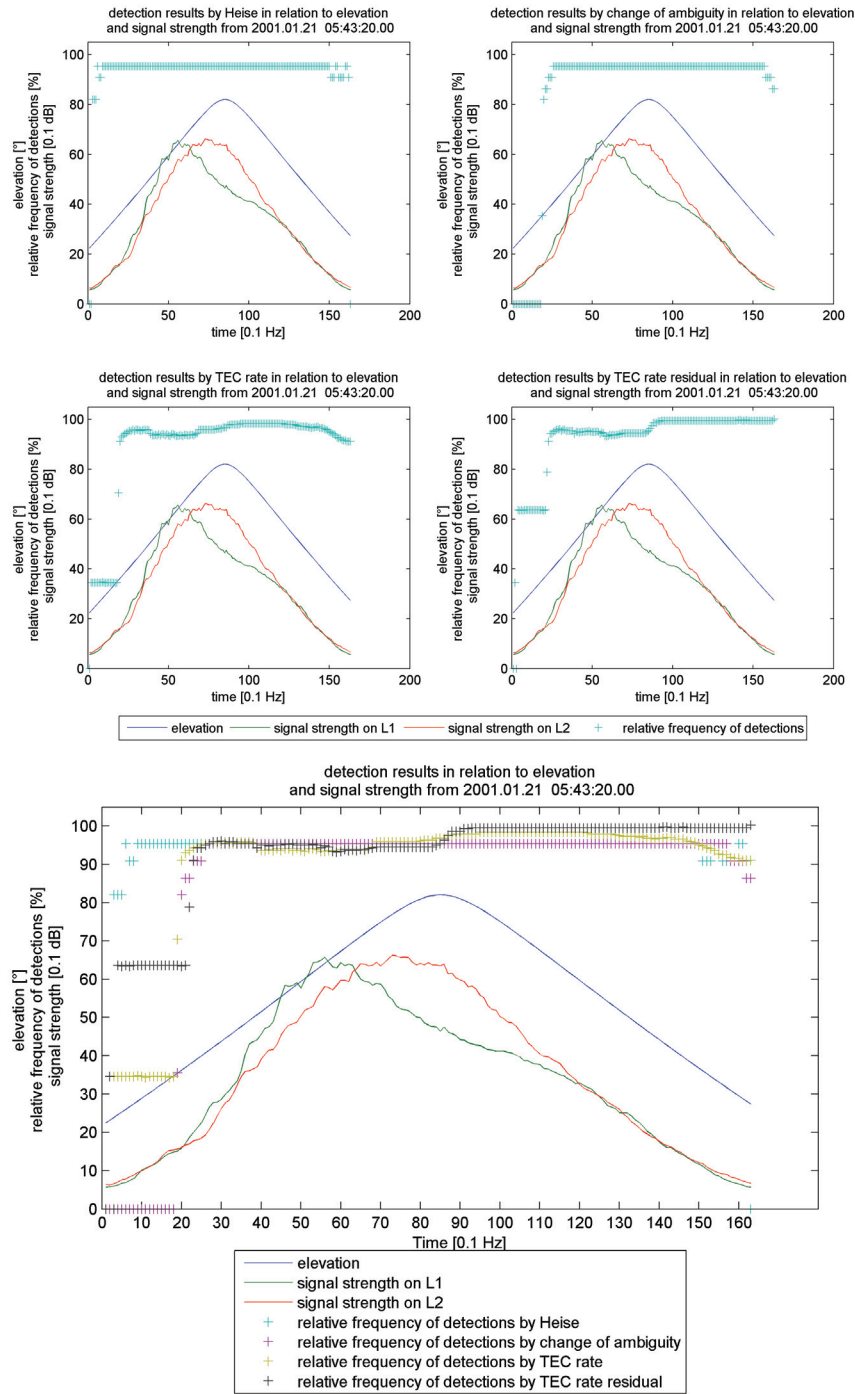 detection results by Heise in relation to elevation
and signal strength from 2001.01.21  05:43:20.00
elevation [°]
relative frequency of detections [%]
signal strength [0.1 dB]
100
80
60
40
20
0
0 50 100 150 200
time [0.1 Hz]
detection results by change of ambiguity in relation to elevation
and signal strength from 2001.01.21  05:43:20.00
elevation [°]
relative frequency of detections [%]
signal strength [0.1 dB]
100
80
60
40
20
0
0 50 100 150 200
time [0.1 Hz]
detection results by TEC rate in relation to elevation
and signal strength from 2001.01.21  05:43:20.00
elevation [°]
relative frequency of detections [%]
signal strength [0.1 dB]
100
80
60
40
20
0
0 50 100 150 200
time [0.1 Hz]
detection results by TEC rate residual in relation to elevation
and signal strength from 2001.01.21  05:43:20.00
elevation [°]
relative frequency of detections [%]
signal strength [0.1 dB]
100
80
60
40
20
0
0 50 100 150 200
time [0.1 Hz]
elevation signal strength on L1 signal strength on L2 relative frequency of detections
detection results in relation to elevation
and signal strength from 2001.01.21  05:43:20.00
elevation [°]
relative frequency of detections [%]
signal strength [0.1 dB]
100
90
80
70
60
50
40
30
20
10
0
0 10 20 30 40 50 60 70 80 90 100 110 120 130 140 150 160
Time [0.1 Hz]
elevation
signal strength on L1
signal strength on L2
relative frequency of detections by Heise
relative frequency of detections by change of ambiguity
relative frequency of detections by TEC rate
relative frequency of detections by TEC rate residual